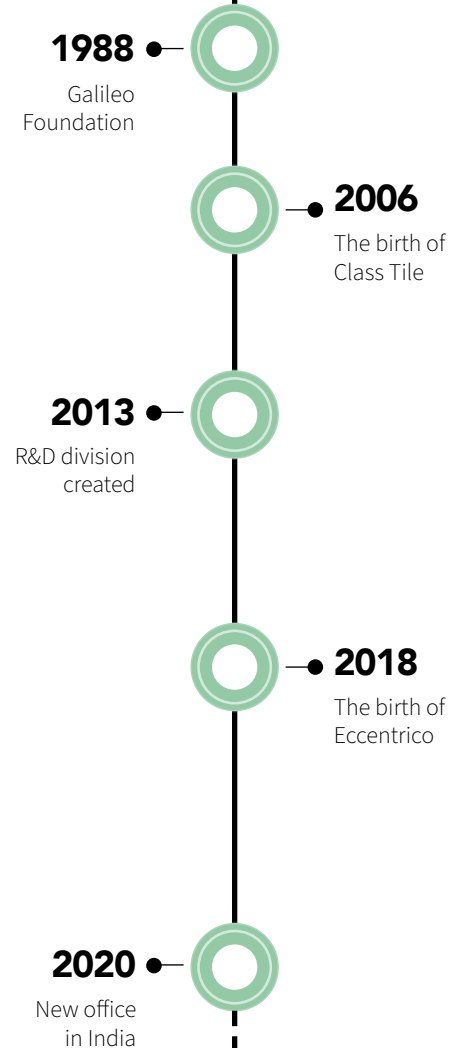 1988
Galileo
Foundation
2006
The birth of
Class Tile
2013
R&D division
created
2018
The birth of
Eccentrico
2020
New office
in India